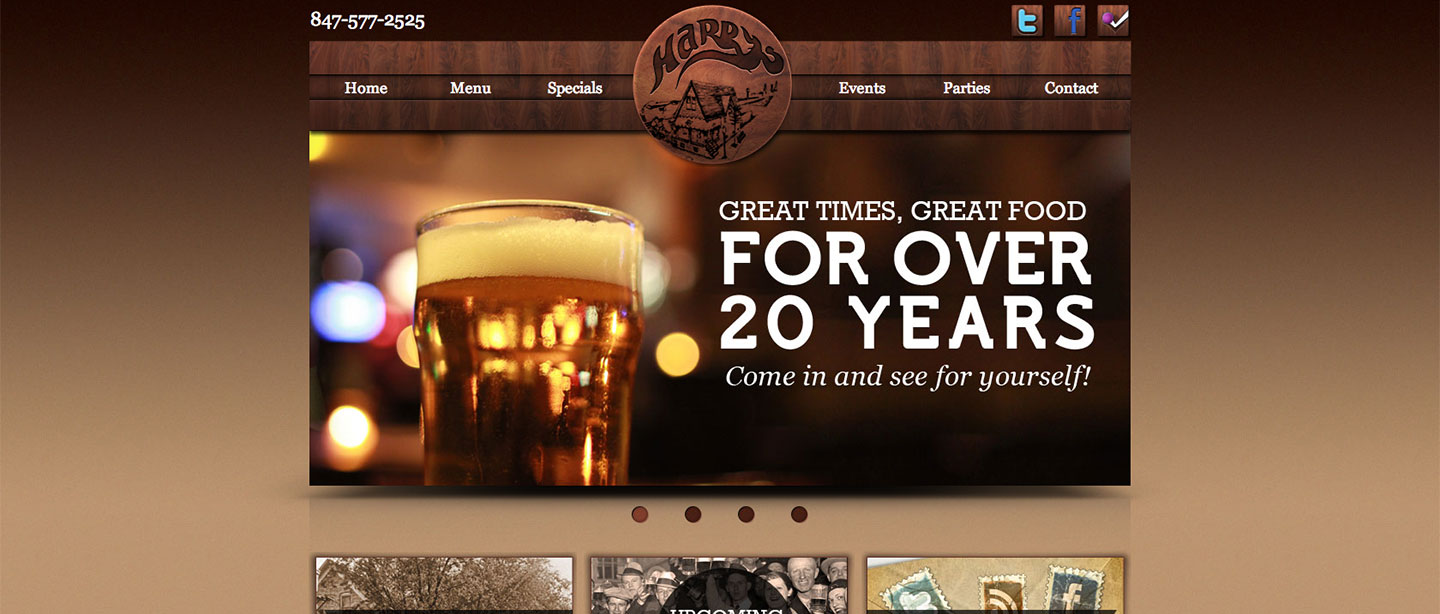 847-577-2525
HARRYS
Home
Menu
Specials
Events
Parties
Contact
GREAT TIMES, GREAT FOOD
FOR OVER
20 YEARS
Come in and see for yourself!
UPCOMING